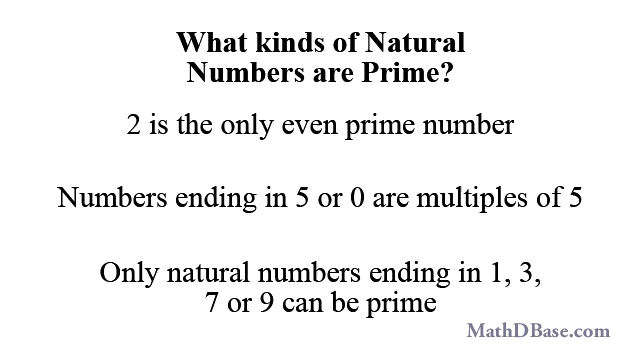 What kinds of Natural
Numbers are Prime?
2 is the only even prime number
Numbers ending in 5 or 0 are multiples of 5
Only natural numbers ending in 1, 3,
7 or 9 can be prime
MathDBase.com